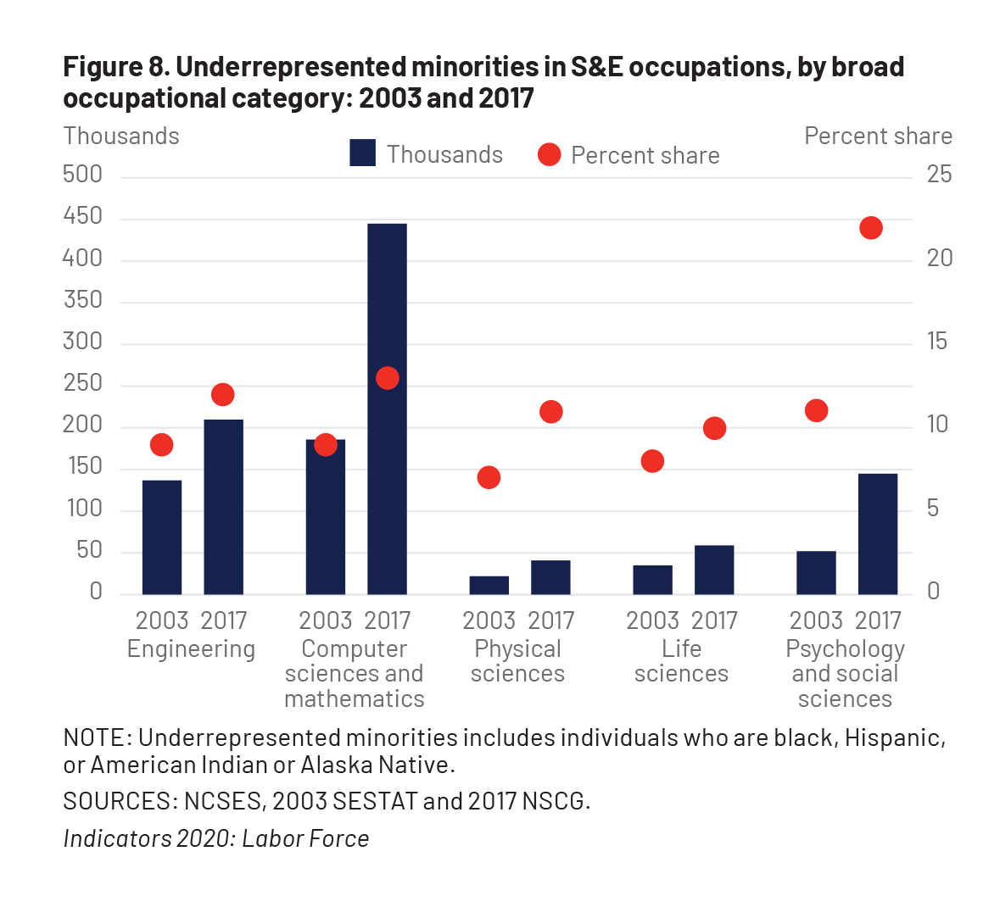 Figure 8. Underrepresented minorities in S&E occupations, by broad
occupational category: 2003 and 2017
Thousands
Percent share
Thousands
Percent share
500
450
400
350
300
250
200
150
100
50
0
25
20
15
10
5
0
2003 2017 2003 2017 2003 2017 2003 2017 2003 2017
Engineering Computer Physical Life Psychology
sciences and sciences sciences and social
mathematics sciences
NOTE: Underrepresented minorities includes individuals who are black, Hispanic,
or American Indian or Alaska Native.
SOURCES: NCSES, 2003 SESTAT and 2017 NSCG.
Indicators 2020: Labor Force